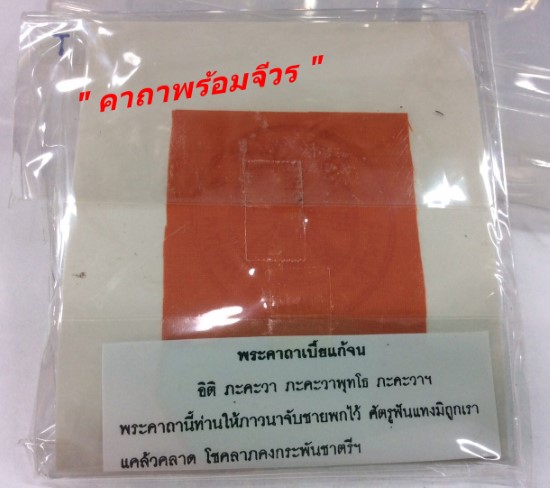 T
" คาถาพร้อมจีวร "
พระคาถาเบี้ยแก้จน
อิติ ภะคะวา ภะคะวาพุทโธ ภะคะวาฯ
พระคาถานี้ท่านให้ภาวนาจับชายพกไว้ ศัตรูฟันแทงมิถูกเรา
แคล้วคลาด โชคลาภคงกระพันชาตรีฯ